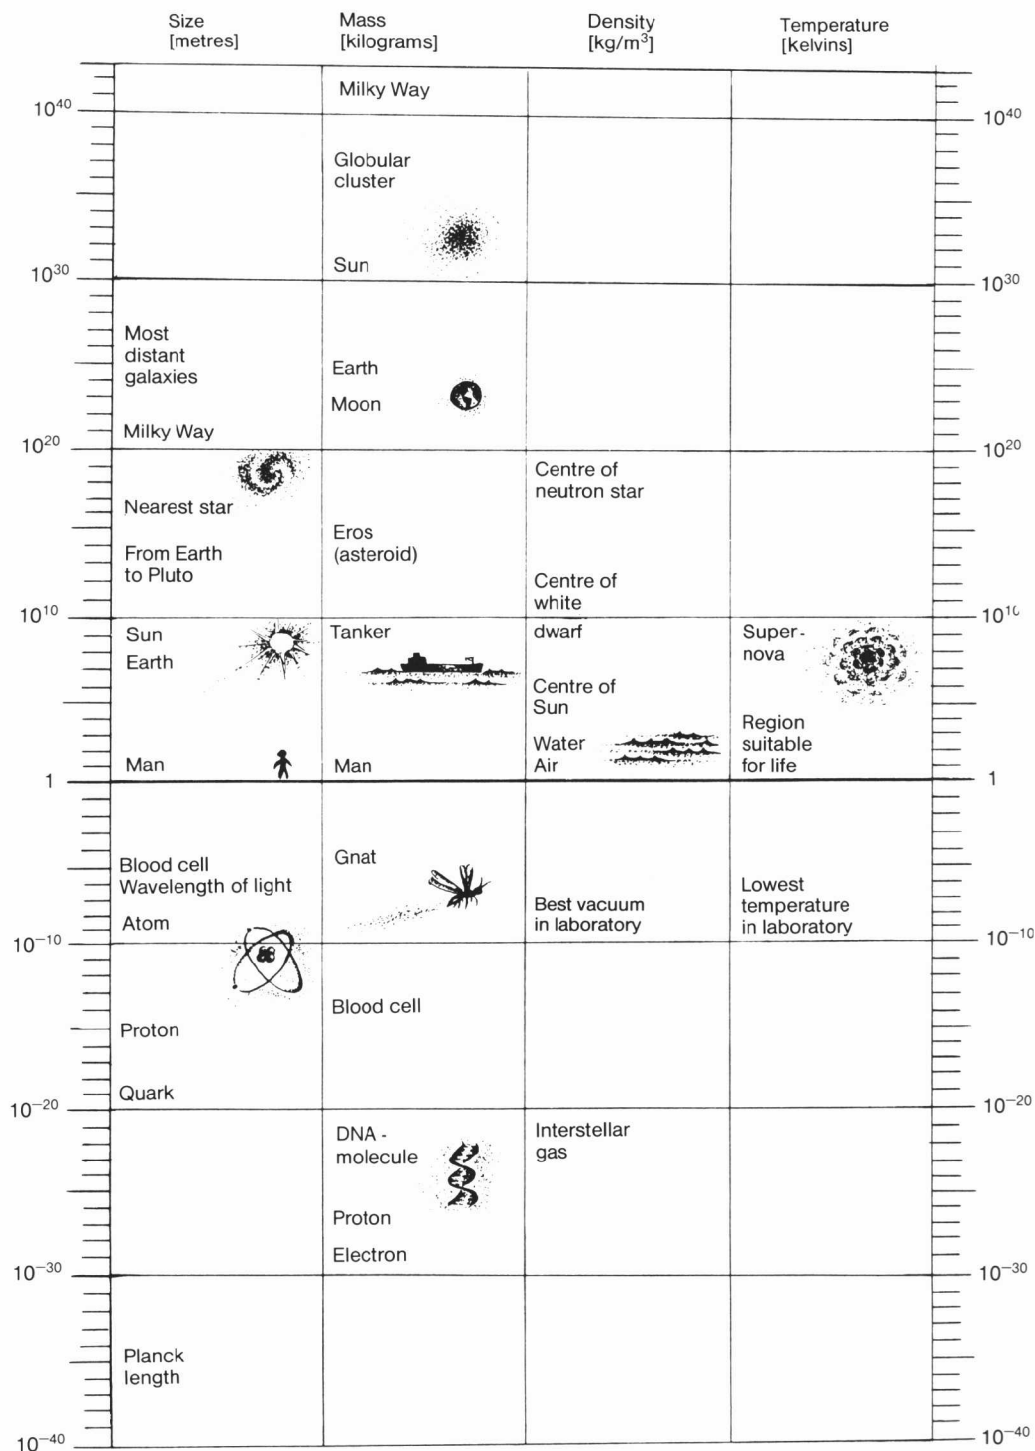 Size
[metres]
Mass
[kilograms]
Density
[kg/m³]
Temperature
[kelvins]
10⁴⁰
10³⁰
10²⁰
10¹⁰
1
10⁻¹⁰
10⁻²⁰
10⁻³⁰
10⁻⁴⁰
Most
distant
galaxies
Milky Way
Nearest star
From Earth
to Pluto
Sun
Earth
Man
Blood cell
Wavelength of light
Atom
Proton
Quark
Planck
length
Milky Way
Globular
cluster
Sun
Earth
Moon
Eros
(asteroid)
Tanker
Man
Gnat
Blood cell
DNA -
molecule
Proton
Electron
Centre of
neutron star
Centre of
white
dwarf
Centre of
Sun
Water
Air
Best vacuum
in laboratory
Interstellar
gas
Super-
nova
Region
suitable
for life
Lowest
temperature
in laboratory
10⁴⁰
10³⁰
10²⁰
10¹⁰
1
10⁻¹⁰
10⁻²⁰
10⁻³⁰
10⁻⁴⁰